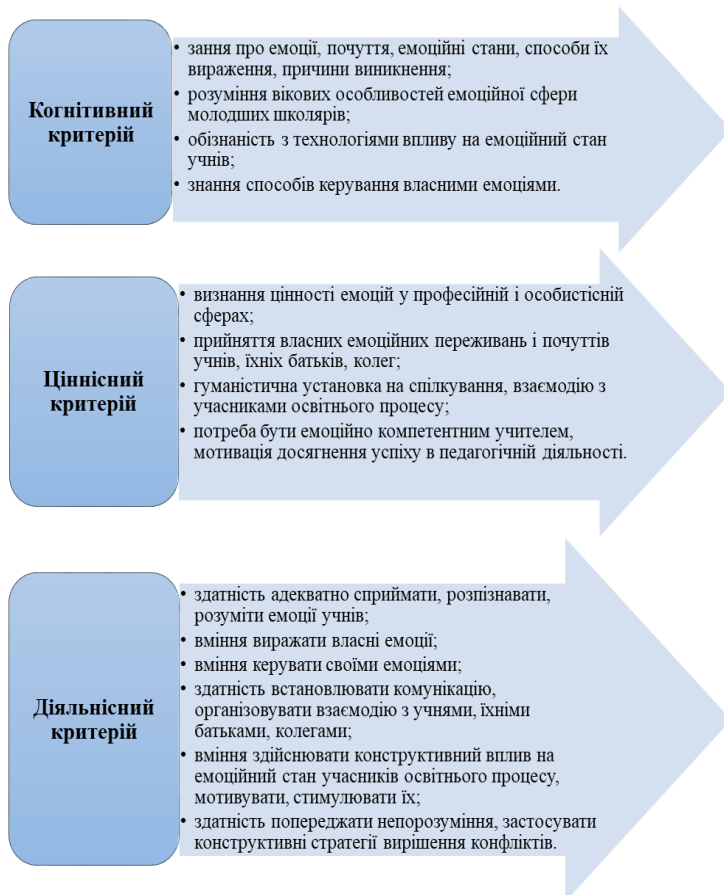 Когнітивний
критерій
• зання про емоції, почуття, емоційні стани, способи їх
вираження, причини виникнення;
• розуміння вікових особливостей емоційної сфери
молодших школярів;
• обізнаність з технологіями впливу на емоційний стан
учнів;
• знання способів керування власними емоціями.
Ціннісний
критерій
• визнання цінності емоцій у професійній і особистісній
сферах;
• прийняття власних емоційних переживань і почуттів
учнів, їхніх батьків, колег;
• гуманістична установка на спілкування, взаємодію з
учасниками освітнього процесу;
• потреба бути емоційно компетентним учителем,
мотивація досягнення успіху в педагогічній діяльності.
Діяльнісний
критерій
• здатність адекватно сприймати, розпізнавати,
розуміти емоції учнів;
• вміння виражати власні емоції;
• вміння керувати своїми емоціями;
• здатність встановлювати комунікацію,
організовувати взаємодію з учнями, їхніми
батьками, колегами;
• вміння здійснювати конструктивний вплив на
емоційний стан учасників освітнього процесу,
мотивувати, стимулювати їх;
• здатність попереджати непорозуміння, застосувати
конструктивні стратегії вирішення конфліктів.